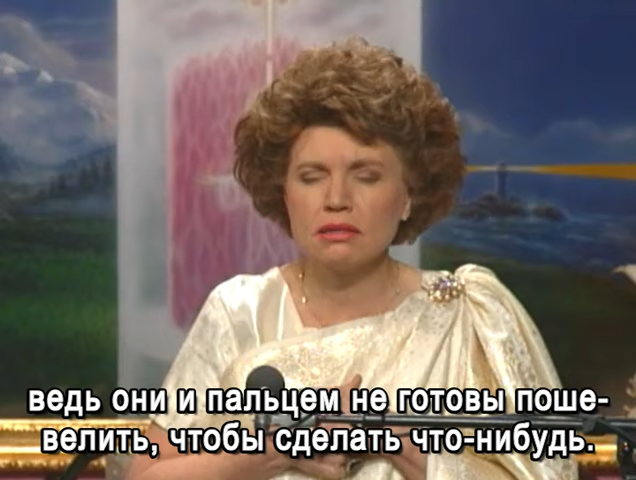 ведь они и пальцем не готовы поше-
велить, чтобы сделать что-нибудь.